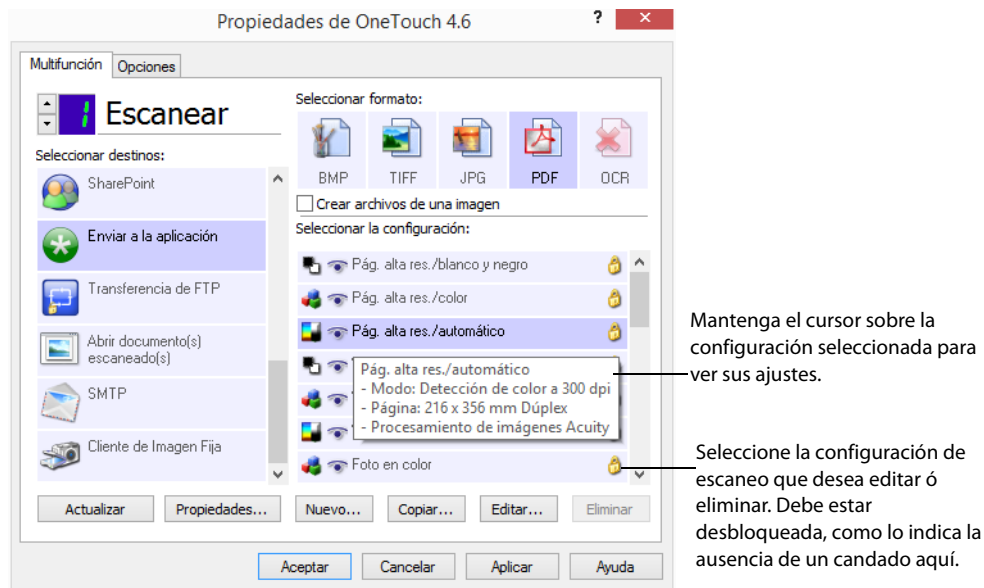 Propiedades de OneTouch 4.6
?
Multifunción
Opciones
1
Escanear
Seleccionar destinos:
SharePoint
Enviar a la aplicación
Transferencia de FTP
Abrir documento(s)
escaneado(s)
SMTP
Cliente de Imagen Fija
Seleccionar formato:
BMP
TIFF
JPG
PDF
OCR
Crear archivos de una imagen
Seleccionar la configuración:
Pág. alta res./blanco y negro
Pág. alta res./color
Pág. alta res./automático
Pág. alta res./automático
- Modo: Detección de color a 300 dpi
- Página: 216 x 356 mm Dúplex
- Procesamiento de imágenes Acuity
Foto en color
Actualizar
Propiedades...
Nuevo...
Copiar...
Editar...
Eliminar
Aceptar
Cancelar
Aplicar
Ayuda
Mantenga el cursor sobre la
configuración seleccionada para
ver sus ajustes.
Seleccione la configuración de
escaneo que desea editar ó
eliminar. Debe estar
desbloqueada, como lo indica la
ausencia de un candado aquí.